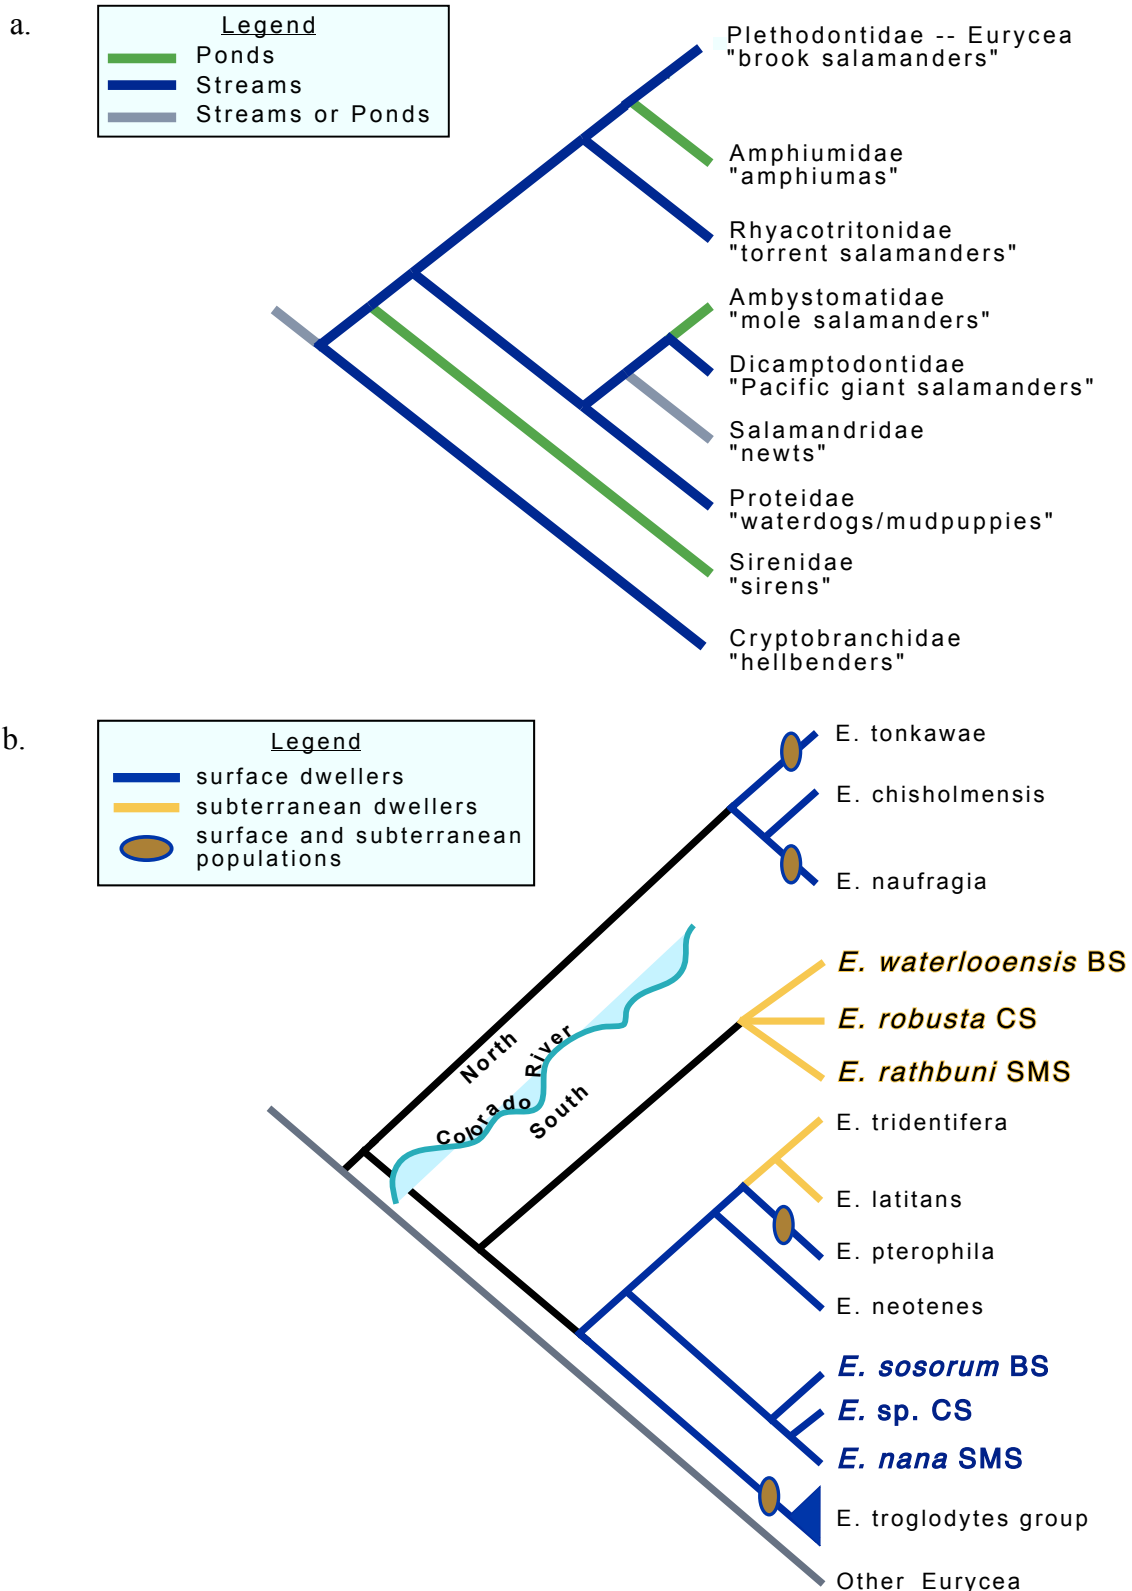 a.
Legend
Ponds
Streams
Streams or Ponds
Plethodontidae -- Eurycea
"brook salamanders"
Amphiumidae
"amphiumas"
Rhyacotritonidae
"torrent salamanders"
Ambystomatidae
"mole salamanders"
Dicamptodontidae
"Pacific giant salamanders"
Salamandridae
"newts"
Proteidae
"waterdogs/mudpuppies"
Sirenidae
"sirens"
Cryptobranchidae
"hellbenders"
b.
Legend
surface dwellers
subterranean dwellers
surface and subterranean
populations
E. tonkawae
E. chisholmensis
E. naufragia
North
Colorado River
South
E. waterlooensis BS
E. robusta CS
E. rathbuni SMS
E. tridentifera
E. latitans
E. pterophila
E. neotenes
E. sosorum BS
E. sp. CS
E. nana SMS
E. troglodytes group
Other Eurycea